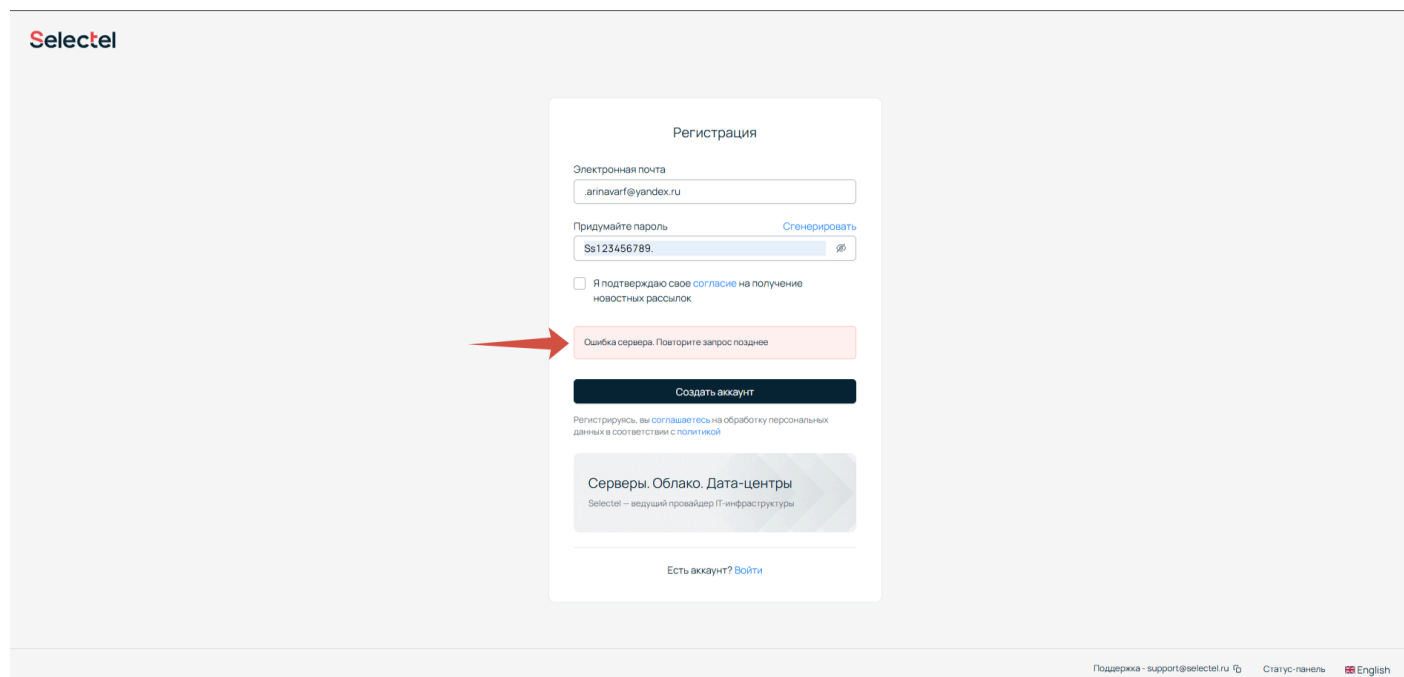 Selectel
Регистрация
Электронная почта
.arinavarf@yandex.ru
Придумайте пароль Сгенерировать
Ss123456789.
Я подтверждаю свое согласие на получение
новостных рассылок
Ошибка сервера. Повторите запрос позднее
Создать аккаунт
Регистрируясь, вы соглашаетесь на обработку персональных
данных в соответствии с политикой
Серверы. Облако. Дата-центры
Selectel — ведущий провайдер IT-инфраструктуры
Есть аккаунт? Войти
Поддержка - support@selectel.ru Статус-панель English